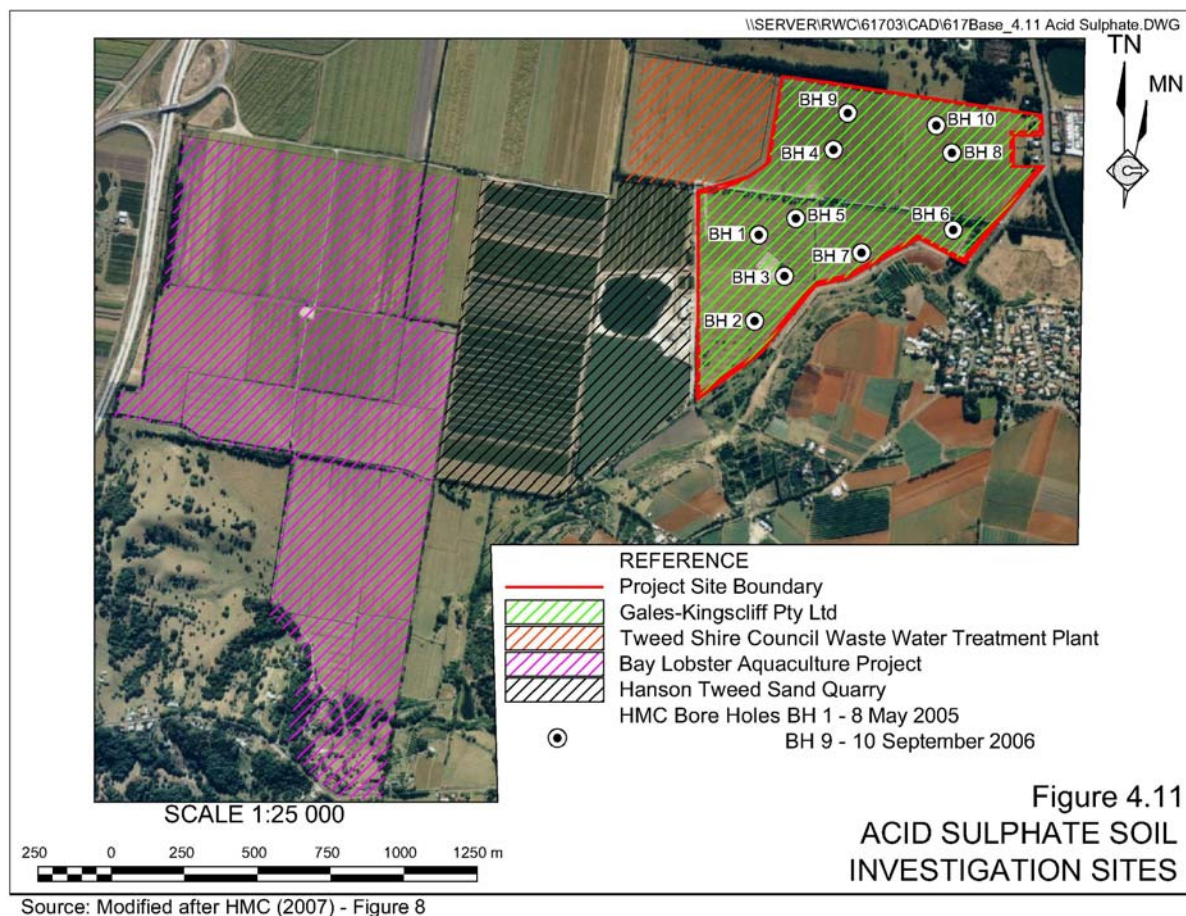 \\SERVER\RWC\61703\CAD\617Base_4.11 Acid Sulphate.DWG
TN
MN
BH 9
BH 10
BH 4
BH 8
BH 5
BH 6
BH 1
BH 7
BH 3
BH 2
REFERENCE
Project Site Boundary
Gales-Kingscliff Pty Ltd
Tweed Shire Council Waste Water Treatment Plant
Bay Lobster Aquaculture Project
Hanson Tweed Sand Quarry
HMC Bore Holes BH 1 - 8 May 2005
BH 9 - 10 September 2006
SCALE 1:25 000
250 0 250 500 750 1000 1250 m
Figure 4.11
ACID SULPHATE SOIL
INVESTIGATION SITES
Source: Modified after HMC (2007) - Figure 8